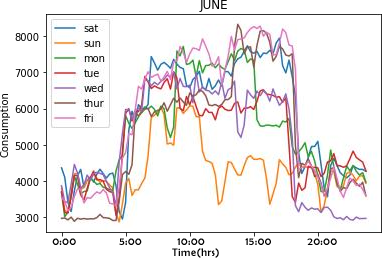 JUNE
8000
7000
6000
5000
4000
3000
Consumption
sat
sun
mon
tue
wed
thur
fri
0:00 5:00 10:00 15:00 20:00
Time(hrs)